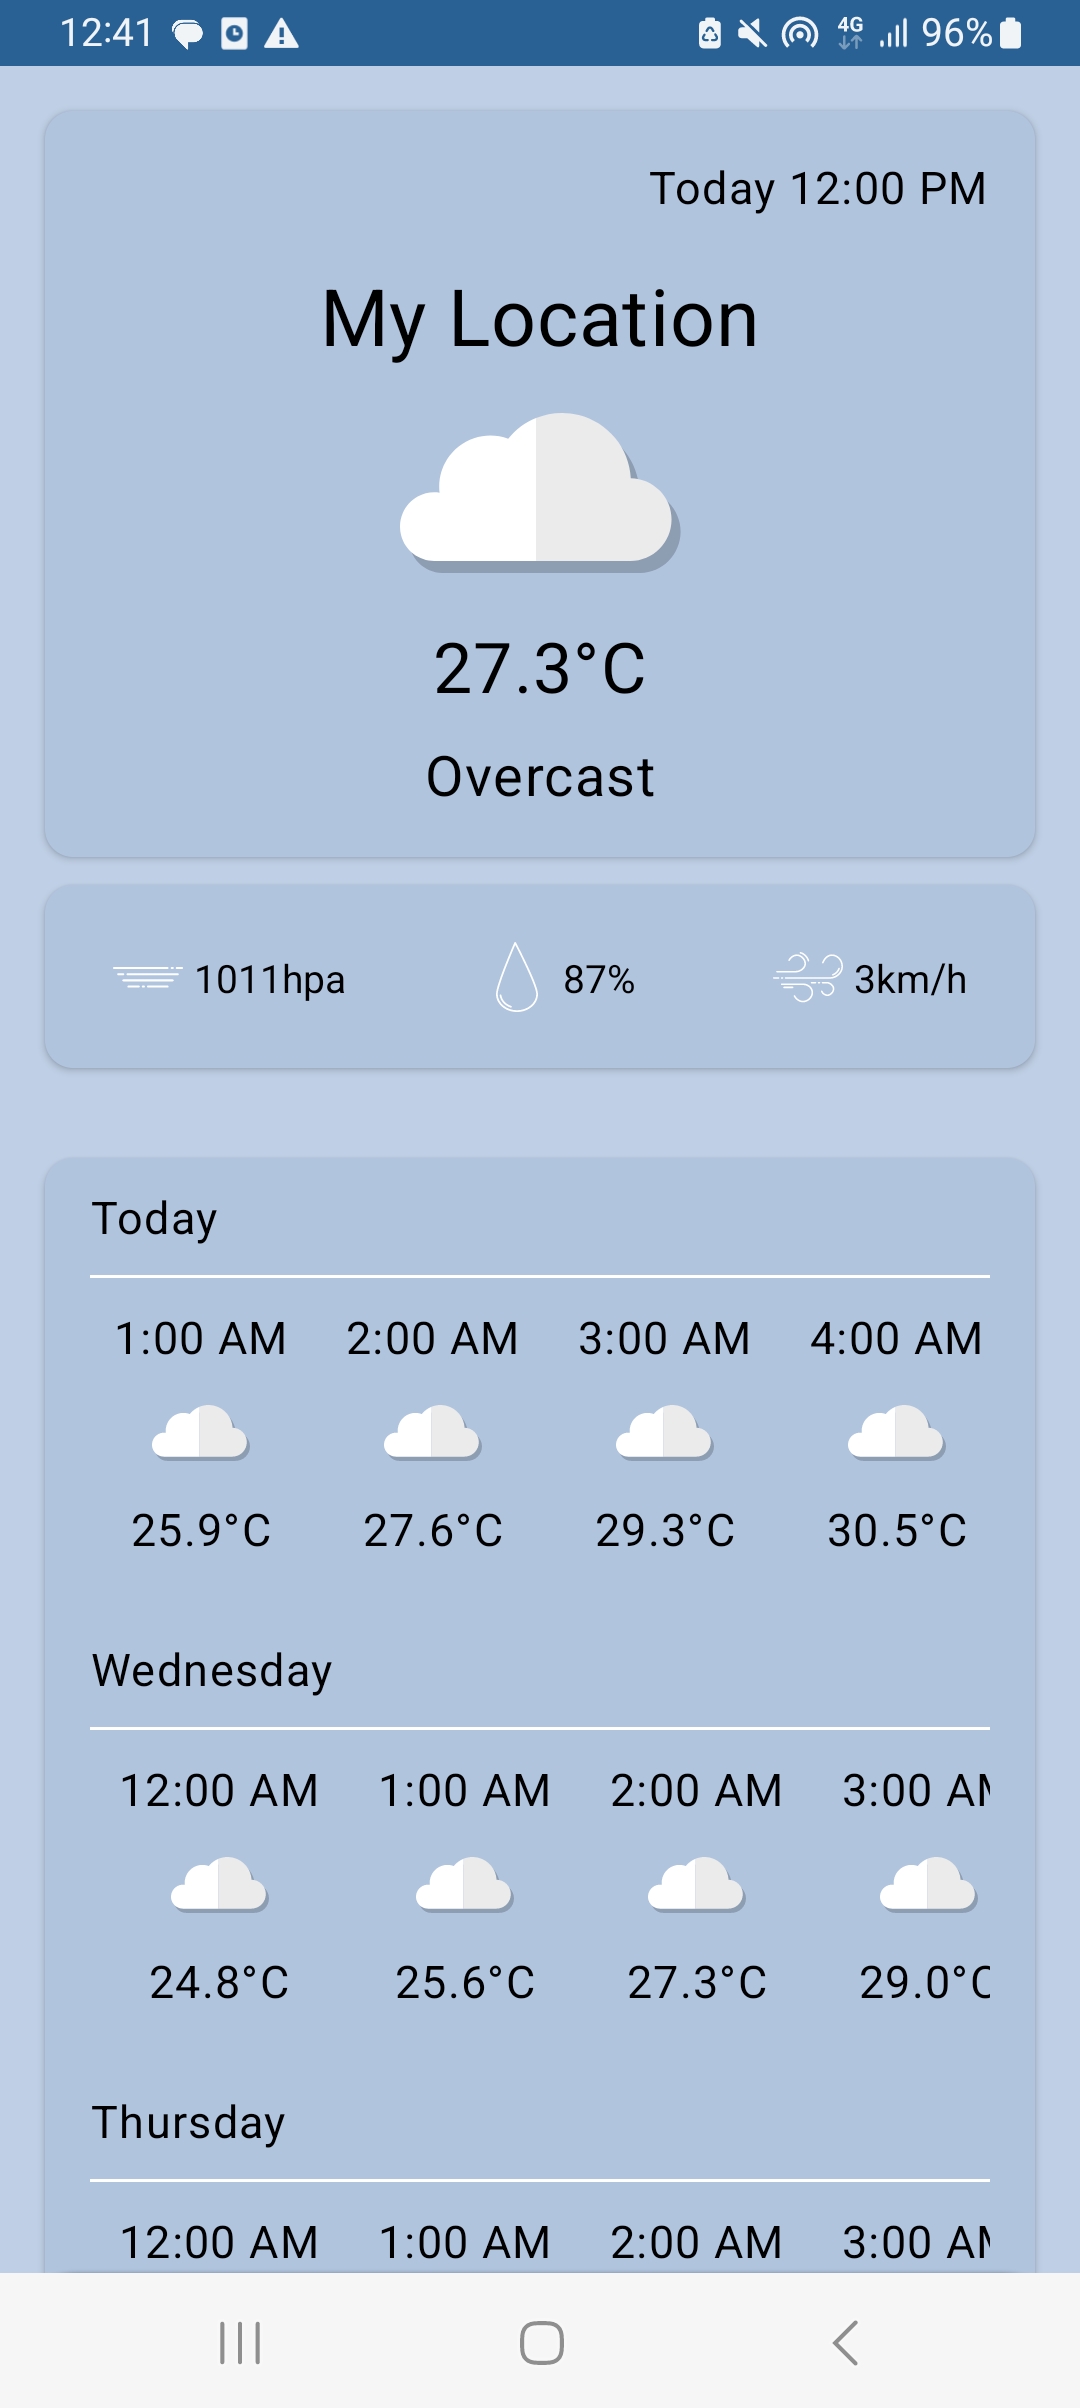 12:41 4G 96%
Today 12:00 PM
My Location
27.3°C
Overcast
1011hpa 87% 3km/h
Today
1:00 AM 2:00 AM 3:00 AM 4:00 AM
25.9°C 27.6°C 29.3°C 30.5°C
Wednesday
12:00 AM 1:00 AM 2:00 AM 3:00 AM
24.8°C 25.6°C 27.3°C 29.0°C
Thursday
12:00 AM 1:00 AM 2:00 AM 3:00 AM